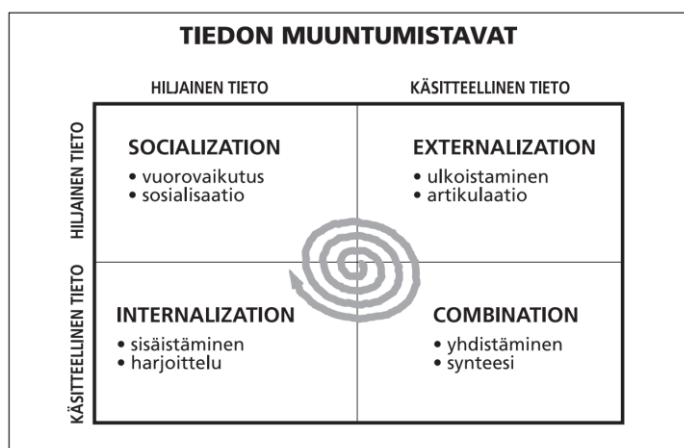 TIEDON MUUNTUMISTAVAT
HILJAINEN TIETO
KÄSITTEELLINEN TIETO
HILJAINEN TIETO
SOCIALIZATION
• vuorovaikutus
• sosialisaatio
EXTERNALIZATION
• ulkoistaminen
• artikulaatio
KÄSITTEELLINEN TIETO
INTERNALIZATION
• sisäistäminen
• harjoittelu
COMBINATION
• yhdistäminen
• synteesi